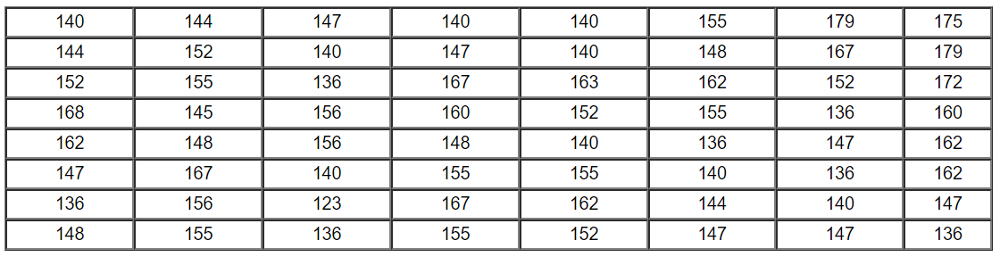 140 144 147 140 140 155 179 175
144 152 140 147 140 148 167 179
152 155 136 167 163 162 152 172
168 145 156 160 152 155 136 160
162 148 156 148 140 136 147 162
147 167 140 155 155 140 136 162
136 156 123 167 162 144 140 147
148 155 136 155 152 147 147 136